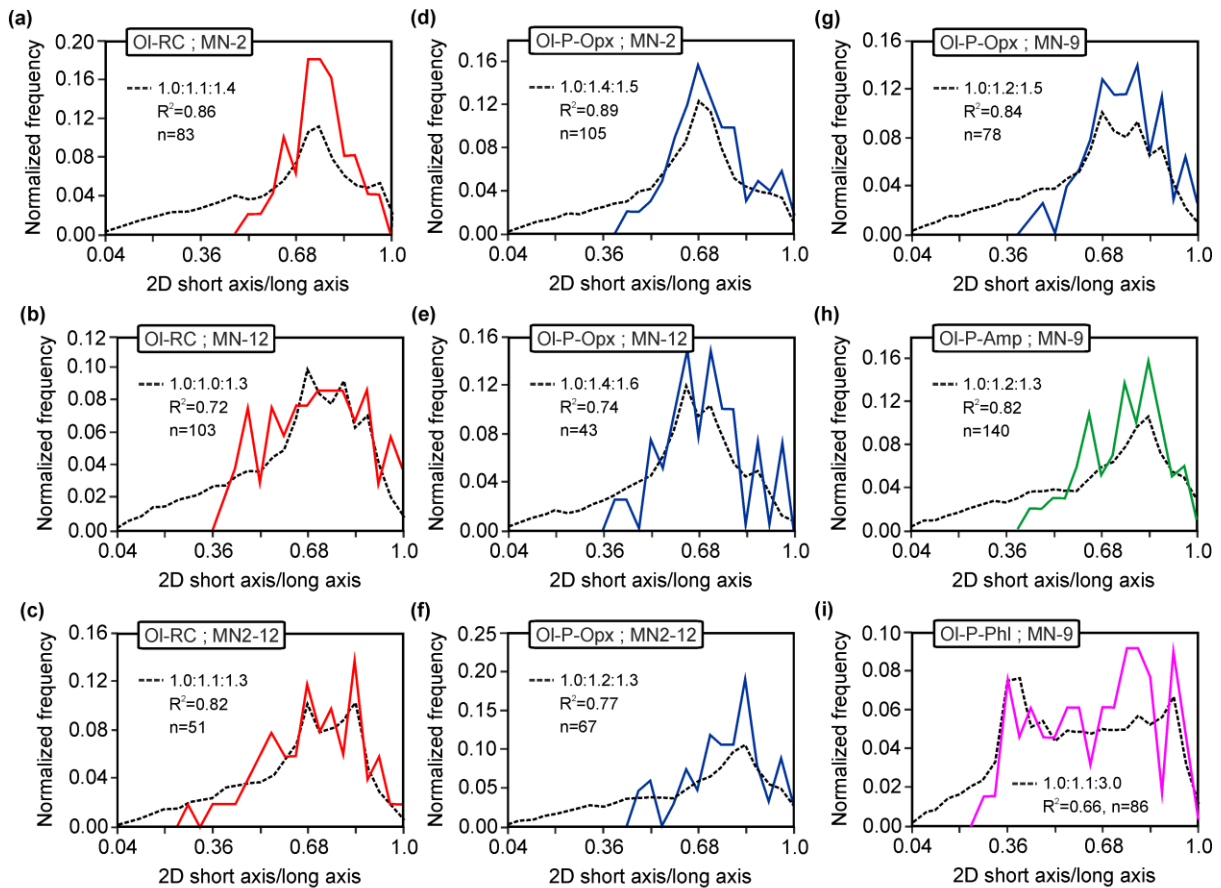 (a)
Ol-RC ; MN-2
1.0:1.1:1.4
R²=0.86
n=83
Normalized frequency
0.20
0.16
0.12
0.08
0.04
0.00
0.04 0.36 0.68 1.0
2D short axis/long axis
(d)
Ol-P-Opx ; MN-2
1.0:1.4:1.5
R²=0.89
n=105
Normalized frequency
0.16
0.12
0.08
0.04
0.00
0.04 0.36 0.68 1.0
2D short axis/long axis
(g)
Ol-P-Opx ; MN-9
1.0:1.2:1.5
R²=0.84
n=78
Normalized frequency
0.16
0.12
0.08
0.04
0.00
0.04 0.36 0.68 1.0
2D short axis/long axis
(b)
Ol-RC ; MN-12
1.0:1.0:1.3
R²=0.72
n=103
Normalized frequency
0.12
0.10
0.08
0.06
0.04
0.02
0.00
0.04 0.36 0.68 1.0
2D short axis/long axis
(e)
Ol-P-Opx ; MN-12
1.0:1.4:1.6
R²=0.74
n=43
Normalized frequency
0.16
0.12
0.08
0.04
0.00
0.04 0.36 0.68 1.0
2D short axis/long axis
(h)
Ol-P-Amp ; MN-9
1.0:1.2:1.3
R²=0.82
n=140
Normalized frequency
0.16
0.12
0.08
0.04
0.00
0.04 0.36 0.68 1.0
2D short axis/long axis
(c)
Ol-RC ; MN2-12
1.0:1.1:1.3
R²=0.82
n=51
Normalized frequency
0.16
0.12
0.08
0.04
0.00
0.04 0.36 0.68 1.0
2D short axis/long axis
(f)
Ol-P-Opx ; MN2-12
1.0:1.2:1.3
R²=0.77
n=67
Normalized frequency
0.25
0.20
0.15
0.10
0.05
0.00
0.04 0.36 0.68 1.0
2D short axis/long axis
(i)
Ol-P-Phl ; MN-9
1.0:1.1:3.0
R²=0.66, n=86
Normalized frequency
0.10
0.08
0.06
0.04
0.02
0.00
0.04 0.36 0.68 1.0
2D short axis/long axis